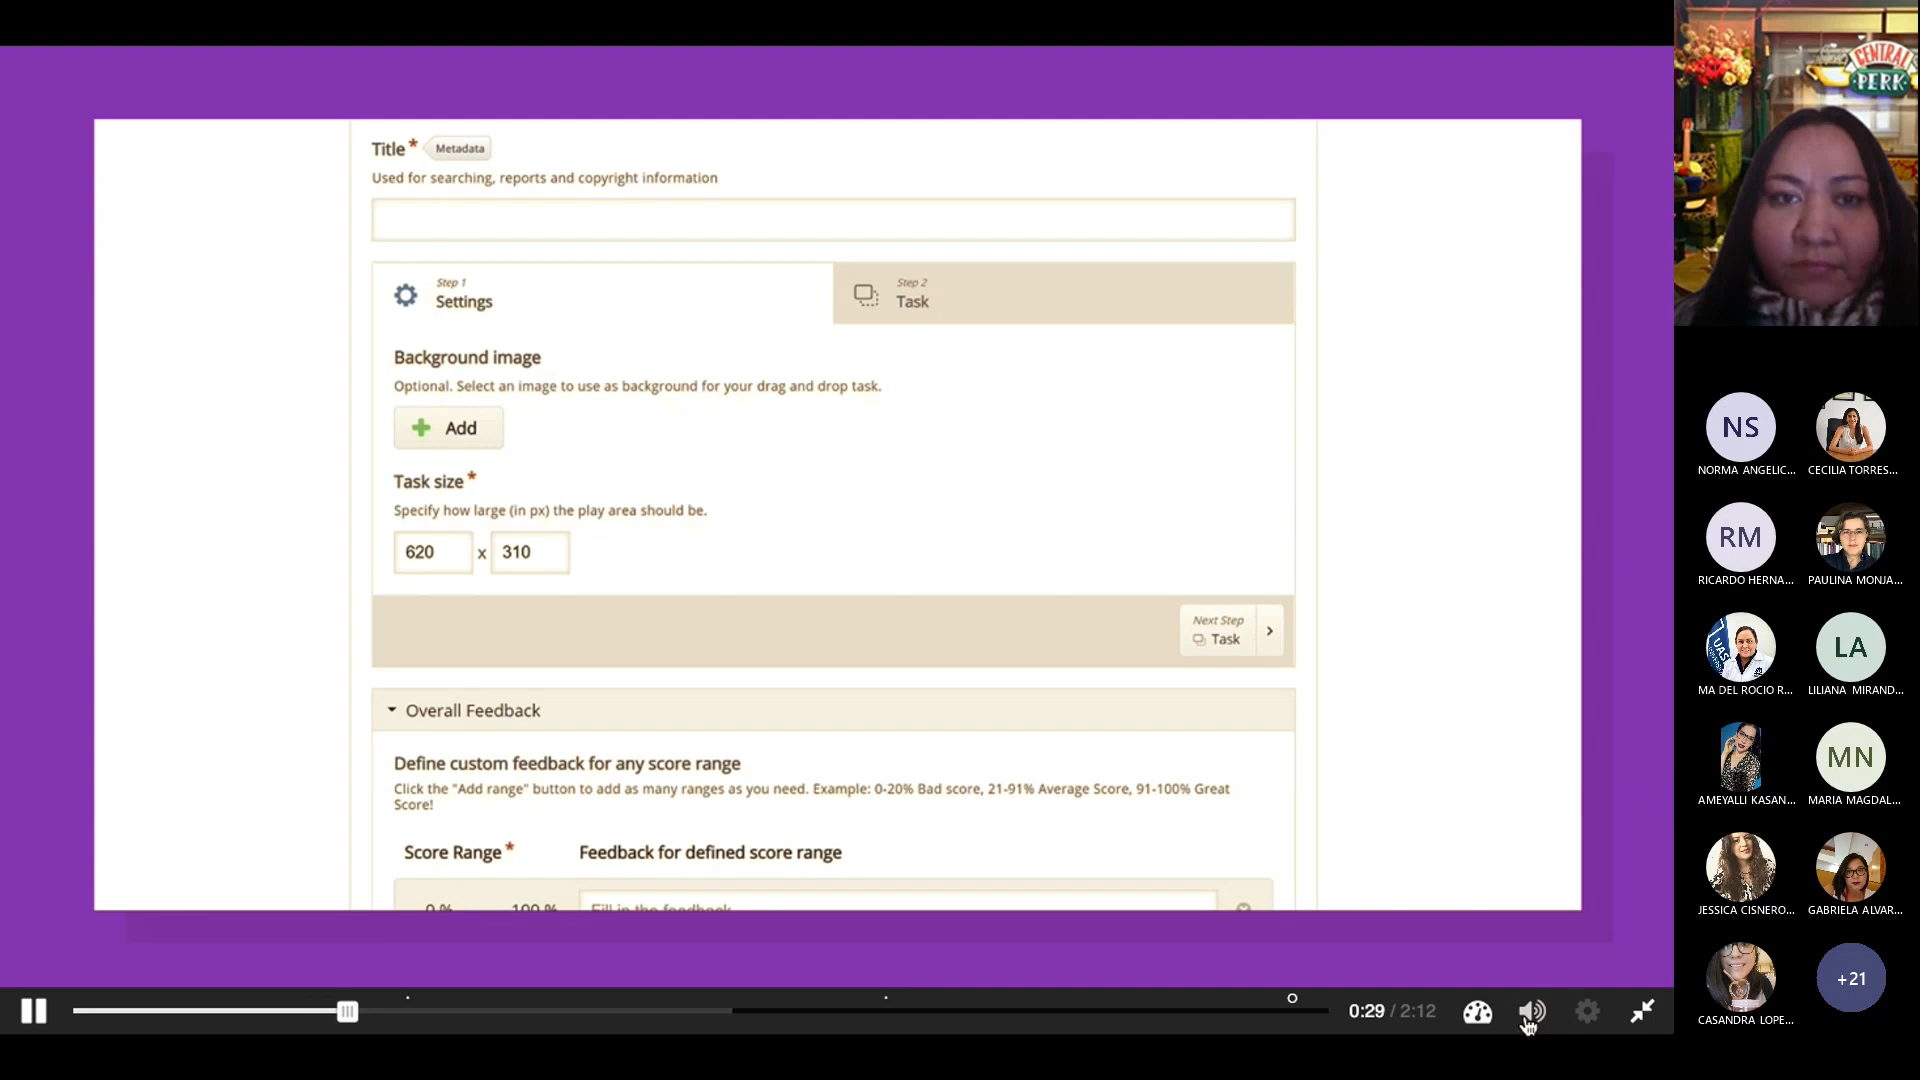 Title* Metadata
Used for searching, reports and copyright information
Step 1
Settings
Step 2
Task
Background image
Optional. Select an image to use as background for your drag and drop task.
Add
Task size*
Specify how large (in px) the play area should be.
620 x 310
Next Step
Task
Overall Feedback
Define custom feedback for any score range
Click the "Add range" button to add as many ranges as you need. Example: 0-20% Bad score, 21-91% Average Score, 91-100% Great
Score!
Score Range* Feedback for defined score range
0 % 100 % Fill in the feedback
0:29 / 2:12
CENTRAL
PERK
NS
NORMA ANGELIC... CECILIA TORRES...
RM
RICARDO HERNA... PAULINA MONJA...
LA
MA DEL ROCIO R... LILIANA MIRAND...
MN
AMEYALLI KASAN... MARIA MAGDAL...
JESSICA CISNERO... GABRIELA ALVAR...
+21
CASANDRA LOPE...